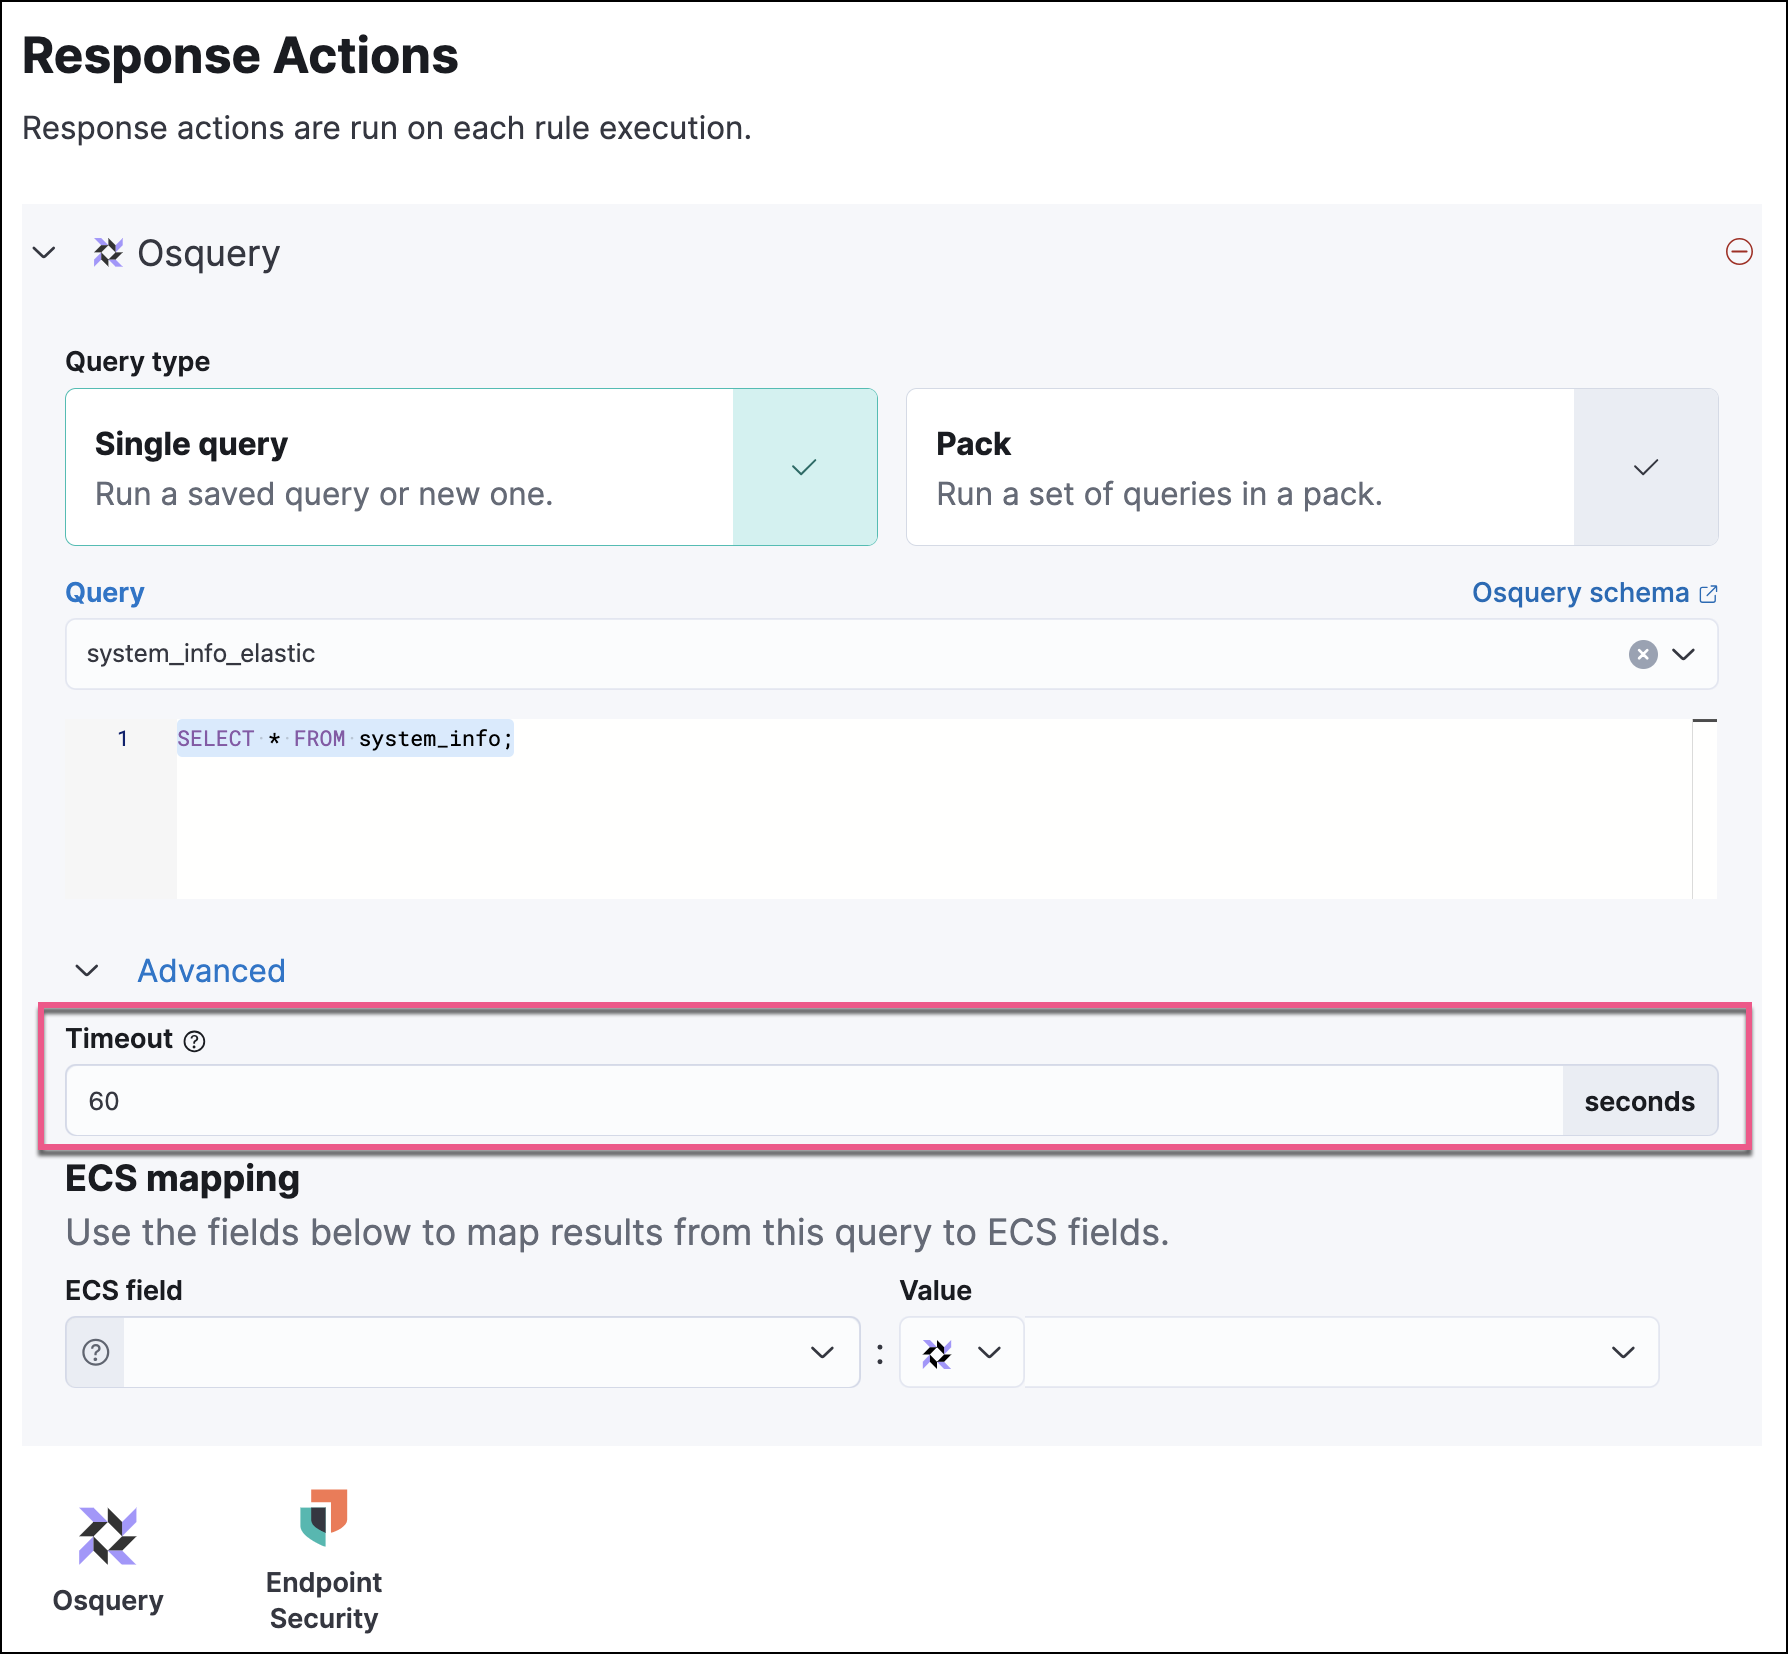 Response Actions
Response actions are run on each rule execution.
Osquery
Query type
Single query
Run a saved query or new one.
Pack
Run a set of queries in a pack.
Query
Osquery schema
system_info_elastic
1 SELECT * FROM system_info;
Advanced
Timeout
60 seconds
ECS mapping
Use the fields below to map results from this query to ECS fields.
ECS field
Value
:
Osquery
Endpoint
Security